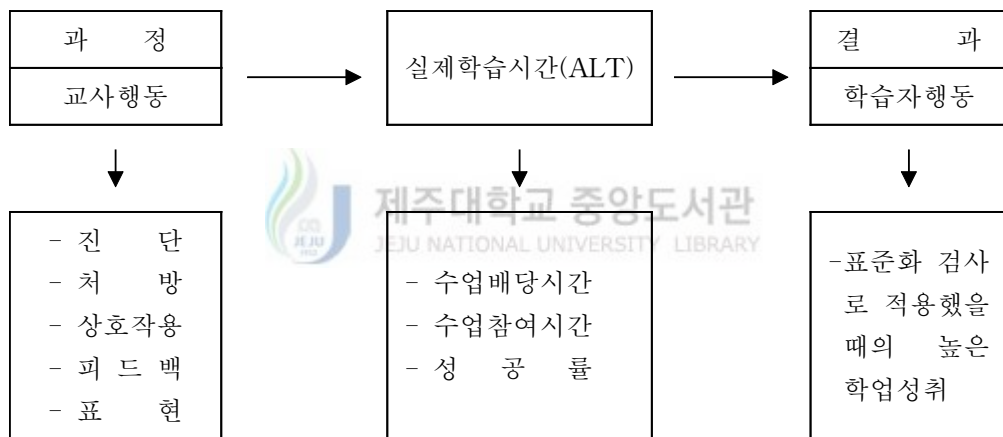 과 정
교사행동
실제학습시간(ALT)
결 과
학습자행동
제주대학교 중앙도서관
JEJU NATIONAL UNIVERSITY LIBRARY
JEJU
1952
- 진 단
- 처 방
- 상호작용
- 피 드 백
- 표 현
- 수업배당시간
- 수업참여시간
- 성 공 률
-표준화 검사
로 적용했을
때의 높은
학업성취